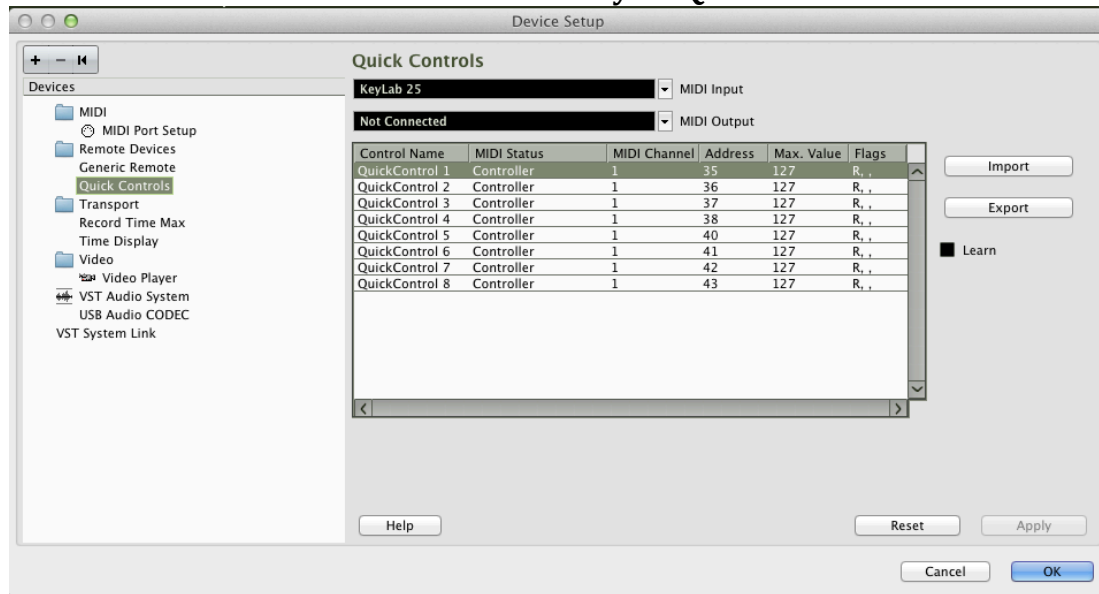 Device Setup
+ - I◀
Devices
MIDI
MIDI Port Setup
Remote Devices
Generic Remote
Quick Controls
Transport
Record Time Max
Time Display
Video
Video Player
VST Audio System
USB Audio CODEC
VST System Link
Quick Controls
KeyLab 25 MIDI Input
Not Connected MIDI Output
Control Name MIDI Status MIDI Channel Address Max. Value Flags
QuickControl 1 Controller 1 35 127 R, ,
QuickControl 2 Controller 1 36 127 R, ,
QuickControl 3 Controller 1 37 127 R, ,
QuickControl 4 Controller 1 38 127 R, ,
QuickControl 5 Controller 1 40 127 R, ,
QuickControl 6 Controller 1 41 127 R, ,
QuickControl 7 Controller 1 42 127 R, ,
QuickControl 8 Controller 1 43 127 R, ,
Import
Export
Learn
Help Reset Apply
Cancel OK